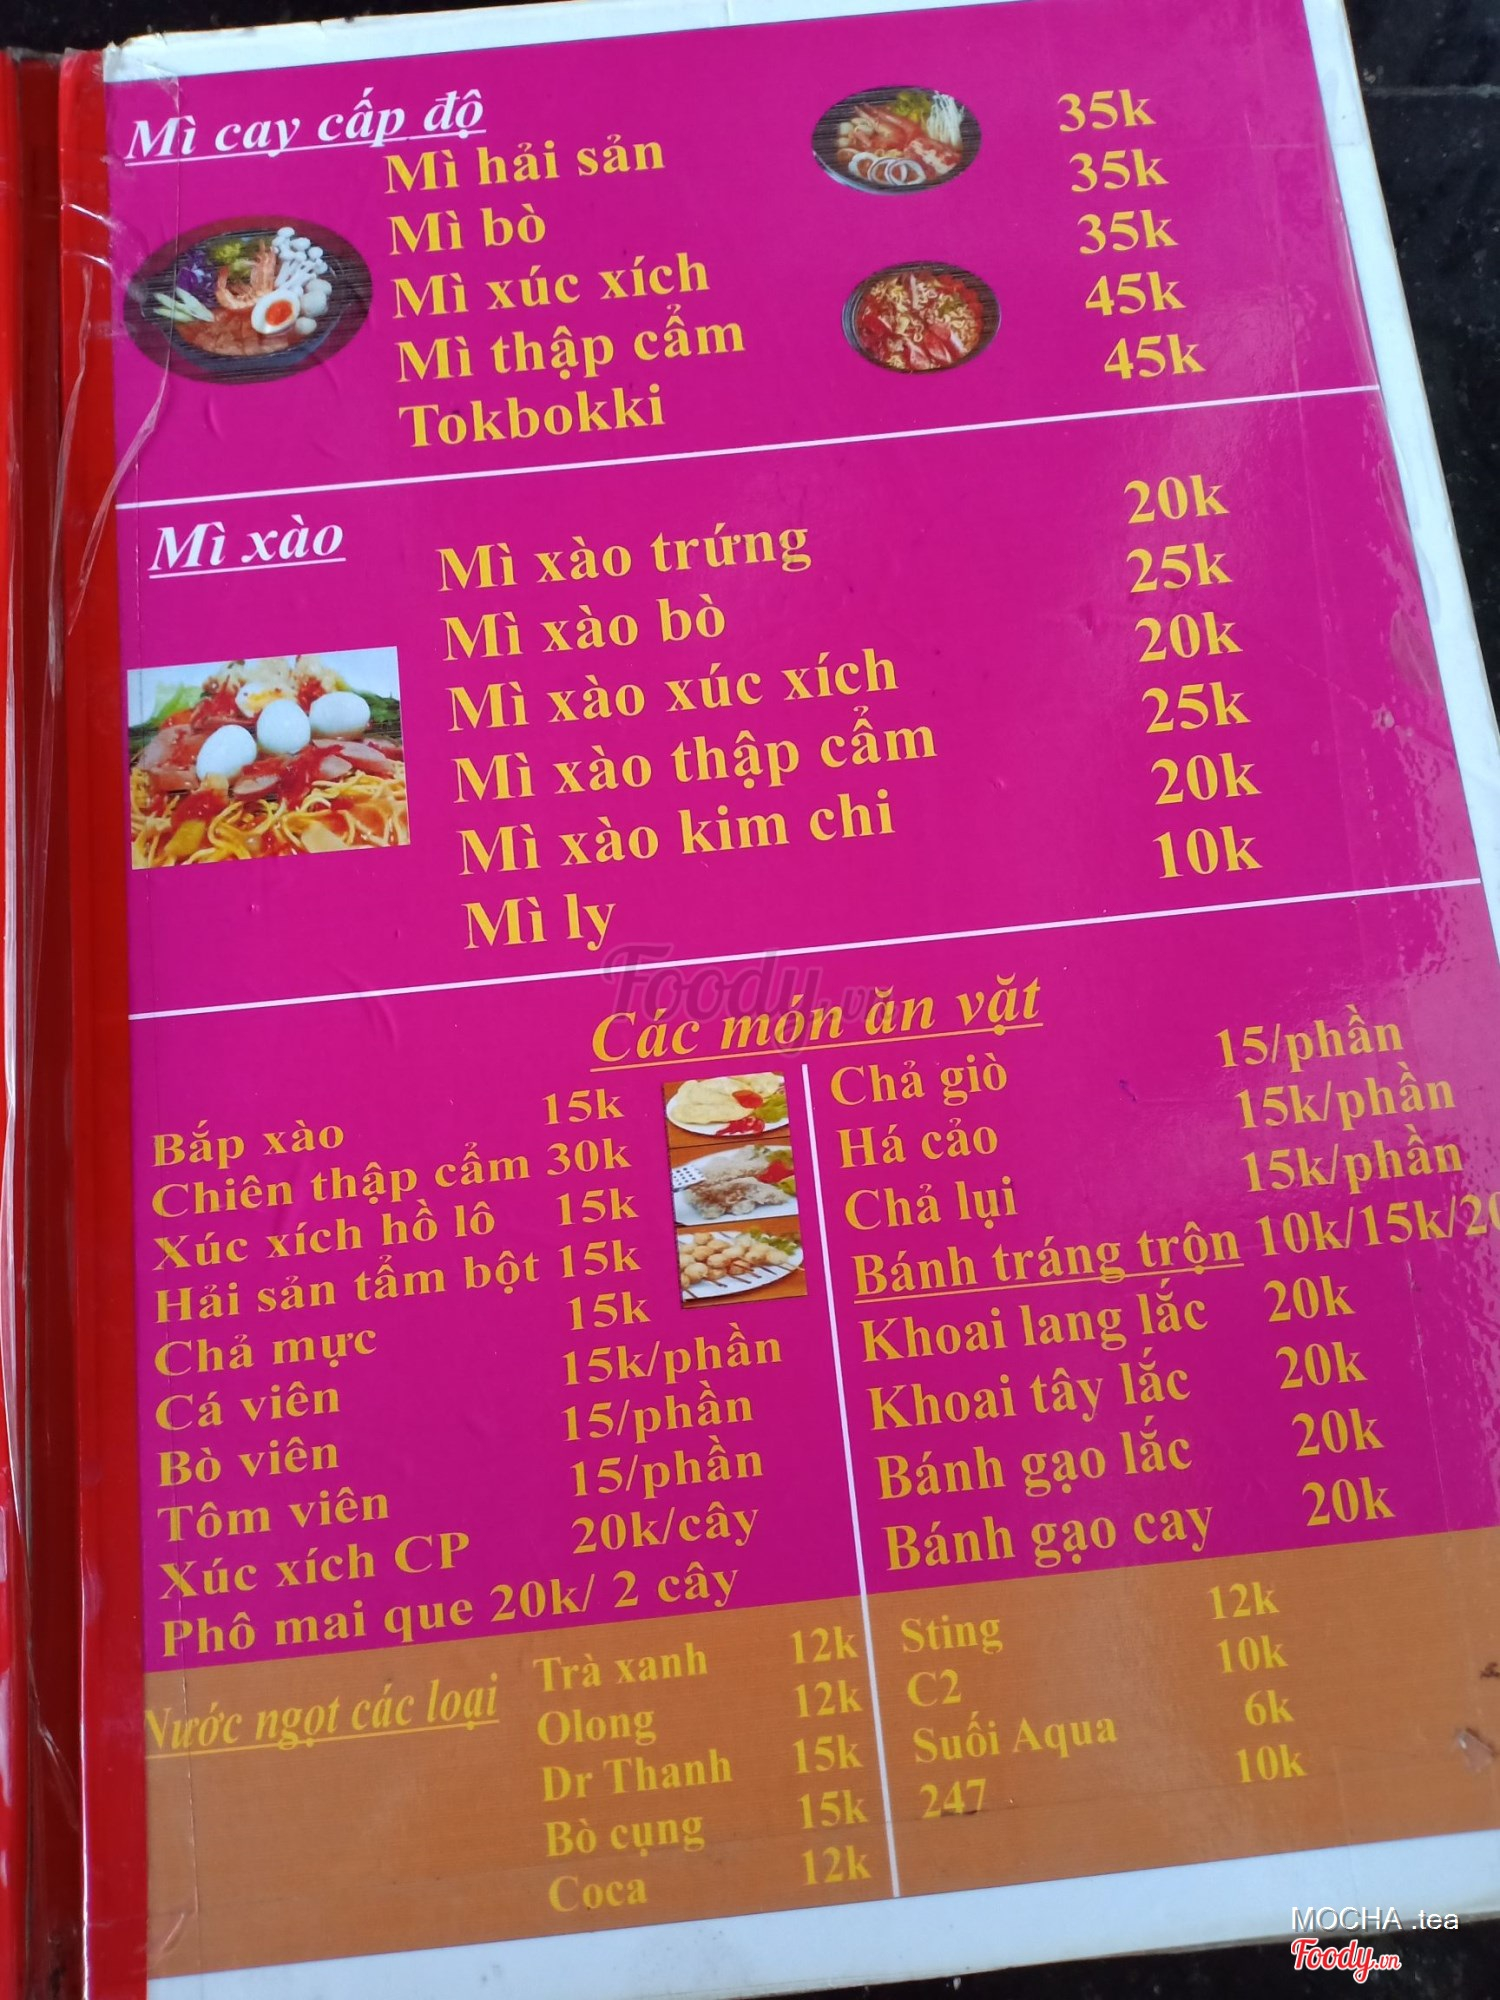 Mì cay cấp độ
Mì hải sản 35k
Mì bò 35k
Mì xúc xích 35k
Mì thập cẩm 45k
Tokbokki 45k
Mì xào
Mì xào trứng 20k
Mì xào bò 25k
Mì xào xúc xích 20k
Mì xào thập cẩm 25k
Mì xào kim chi 20k
Mì ly 10k
Foody.vn
Các món ăn vặt
Bắp xào 15k
Chiên thập cẩm 30k
Xúc xích hồ lô 15k
Hải sản tẩm bột 15k
Chả mực 15k
Cá viên 15k/phần
Bò viên 15/phần
Tôm viên 15/phần
Xúc xích CP 20k/cây
Phô mai que 20k/ 2 cây
Chả giò 15/phần
Há cảo 15k/phần
Chả lụi 15k/phần
Bánh tráng trộn 10k/15k/20
Khoai lang lắc 20k
Khoai tây lắc 20k
Bánh gạo lắc 20k
Bánh gạo cay 20k
Nước ngọt các loại
Trà xanh 12k
Olong 12k
Dr Thanh 15k
Bò cụng 15k
Coca 12k
Sting 12k
C2 10k
Suối Aqua 6k
247 10k
MOCHA .tea
Foody.vn